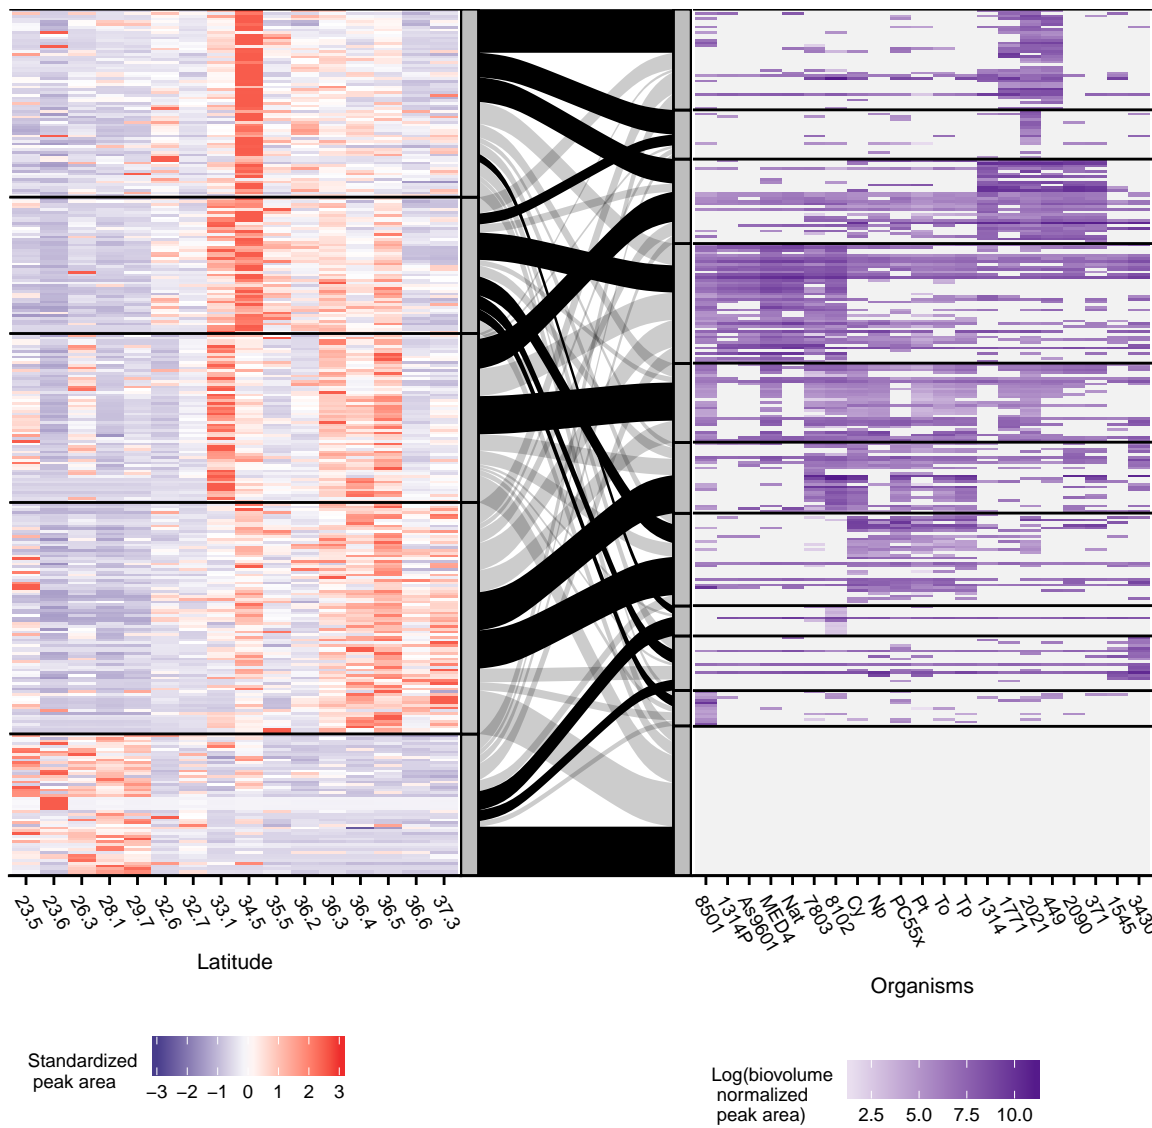 23.5 23.6 26.3 28.1 29.7 32.6 32.7 33.1 34.5 35.5 36.2 36.3 36.4 36.5 36.6 37.3
8501 1314P As9601 MED4 Nat 7803 8102 Cy Np PC55x Pt To Tp 1314 1771 2021 449 2090 371 1545 3430
Latitude
Organisms
Standardized
peak area
−3 −2 −1 0 1 2 3
Log(biovolume
normalized
peak area)
2.5 5.0 7.5 10.0